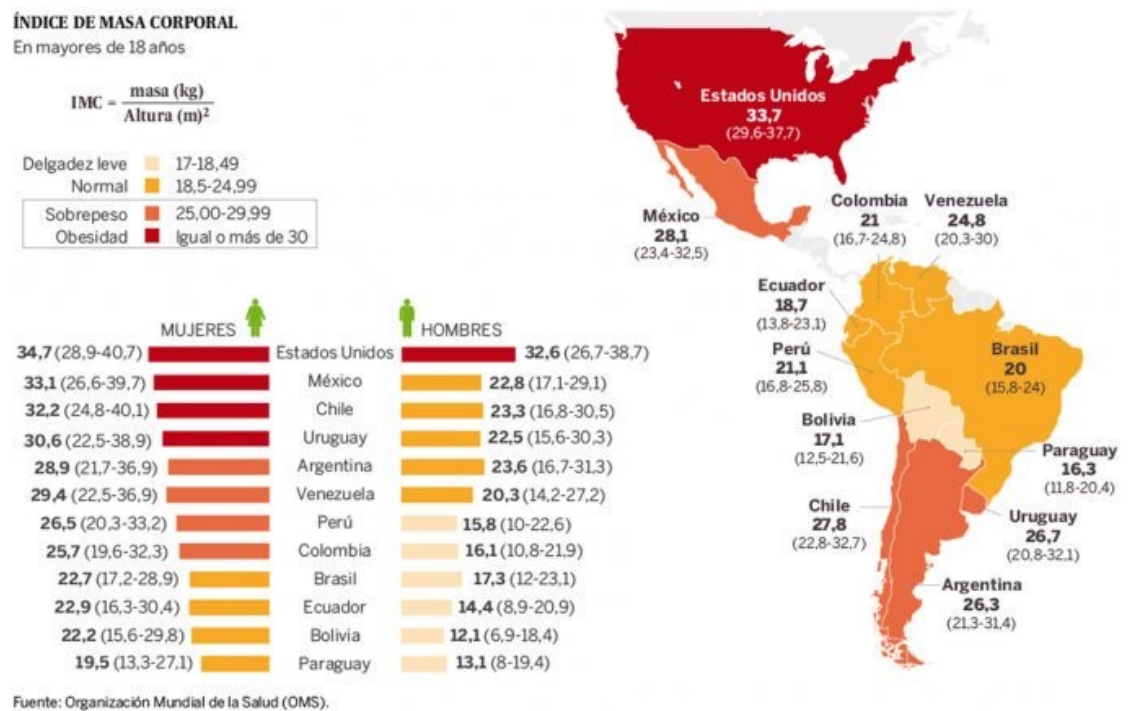 ÍNDICE DE MASA CORPORAL
En mayores de 18 años
IMC = masa (kg)
Altura (m)²
Delgadez leve 17-18,49
Normal 18,5-24,99
Sobrepeso 25,00-29,99
Obesidad Igual o más de 30
Estados Unidos
33,7
(29,6-37,7)
México
28,1
(23,4-32,5)
Colombia
21
(16,7-24,8)
Venezuela
24,8
(20,3-30)
Ecuador
18,7
(13,8-23,1)
Perú
21,1
(16,8-25,8)
Brasil
20
(15,8-24)
Bolivia
17,1
(12,5-21,6)
Paraguay
16,3
(11,8-20,4)
Chile
27,8
(22,8-32,7)
Uruguay
26,7
(20,8-32,1)
Argentina
26,3
(21,3-31,4)
MUJERES HOMBRES
34,7 (28,9-40,7) Estados Unidos 32,6 (26,7-38,7)
33,1 (26,6-39,7) México 22,8 (17,1-29,1)
32,2 (24,8-40,1) Chile 23,3 (16,8-30,5)
30,6 (22,5-38,9) Uruguay 22,5 (15,6-30,3)
28,9 (21,7-36,9) Argentina 23,6 (16,7-31,3)
29,4 (22,5-36,9) Venezuela 20,3 (14,2-27,2)
26,5 (20,3-33,2) Perú 15,8 (10-22,6)
25,7 (19,6-32,3) Colombia 16,1 (10,8-21,9)
22,7 (17,2-28,9) Brasil 17,3 (12-23,1)
22,9 (16,3-30,4) Ecuador 14,4 (8,9-20,9)
22,2 (15,6-29,8) Bolivia 12,1 (6,9-18,4)
19,5 (13,3-27,1) Paraguay 13,1 (8-19,4)
Fuente: Organización Mundial de la Salud (OMS).